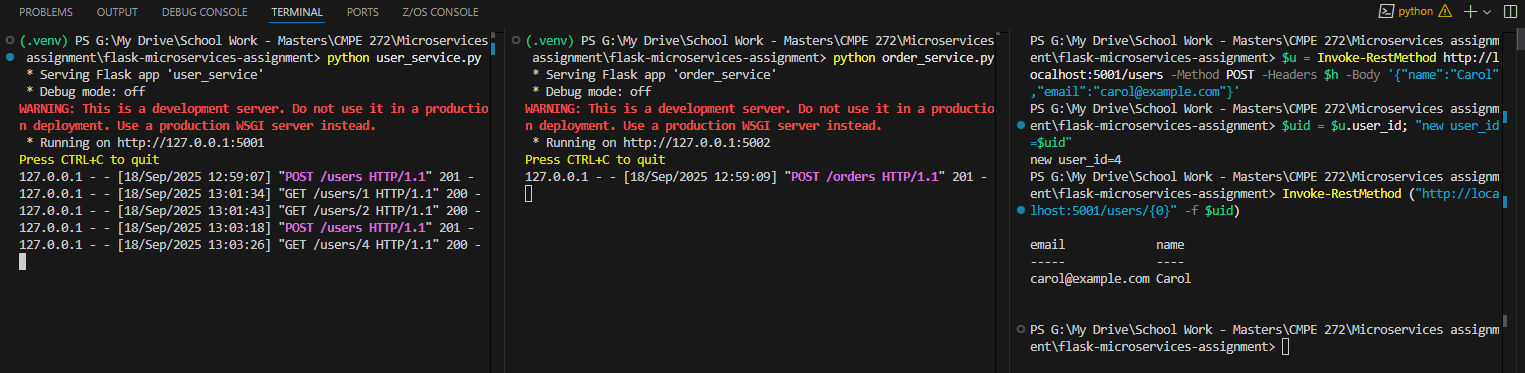 PROBLEMS OUTPUT DEBUG CONSOLE TERMINAL PORTS Z/OS CONSOLE python
(.venv) PS G:\My Drive\School Work - Masters\CMPE 272\Microservices
assignment\flask-microservices-assignment> python user_service.py
* Serving Flask app 'user_service'
* Debug mode: off
WARNING: This is a development server. Do not use it in a productio
n deployment. Use a production WSGI server instead.
* Running on http://127.0.0.1:5001
Press CTRL+C to quit
127.0.0.1 - - [18/Sep/2025 12:59:07] "POST /users HTTP/1.1" 201 -
127.0.0.1 - - [18/Sep/2025 13:01:34] "GET /users/1 HTTP/1.1" 200 -
127.0.0.1 - - [18/Sep/2025 13:01:43] "GET /users/2 HTTP/1.1" 200 -
127.0.0.1 - - [18/Sep/2025 13:03:18] "POST /users HTTP/1.1" 201 -
127.0.0.1 - - [18/Sep/2025 13:03:26] "GET /users/4 HTTP/1.1" 200 -
(.venv) PS G:\My Drive\School Work - Masters\CMPE 272\Microservices
assignment\flask-microservices-assignment> python order_service.py
* Serving Flask app 'order_service'
* Debug mode: off
WARNING: This is a development server. Do not use it in a productio
n deployment. Use a production WSGI server instead.
* Running on http://127.0.0.1:5002
Press CTRL+C to quit
127.0.0.1 - - [18/Sep/2025 12:59:09] "POST /orders HTTP/1.1" 201 -
PS G:\My Drive\School Work - Masters\CMPE 272\Microservices assignm
ent\flask-microservices-assignment> $u = Invoke-RestMethod http://l
ocalhost:5001/users -Method POST -Headers $h -Body '{"name":"Carol"
,"email":"carol@example.com"}'
PS G:\My Drive\School Work - Masters\CMPE 272\Microservices assignm
ent\flask-microservices-assignment> $uid = $u.user_id; "new user_id
=$uid"
new user_id=4
PS G:\My Drive\School Work - Masters\CMPE 272\Microservices assignm
ent\flask-microservices-assignment> Invoke-RestMethod ("http://loca
lhost:5001/users/{0}" -f $uid)
email name
----- ----
carol@example.com Carol
PS G:\My Drive\School Work - Masters\CMPE 272\Microservices assignm
ent\flask-microservices-assignment>